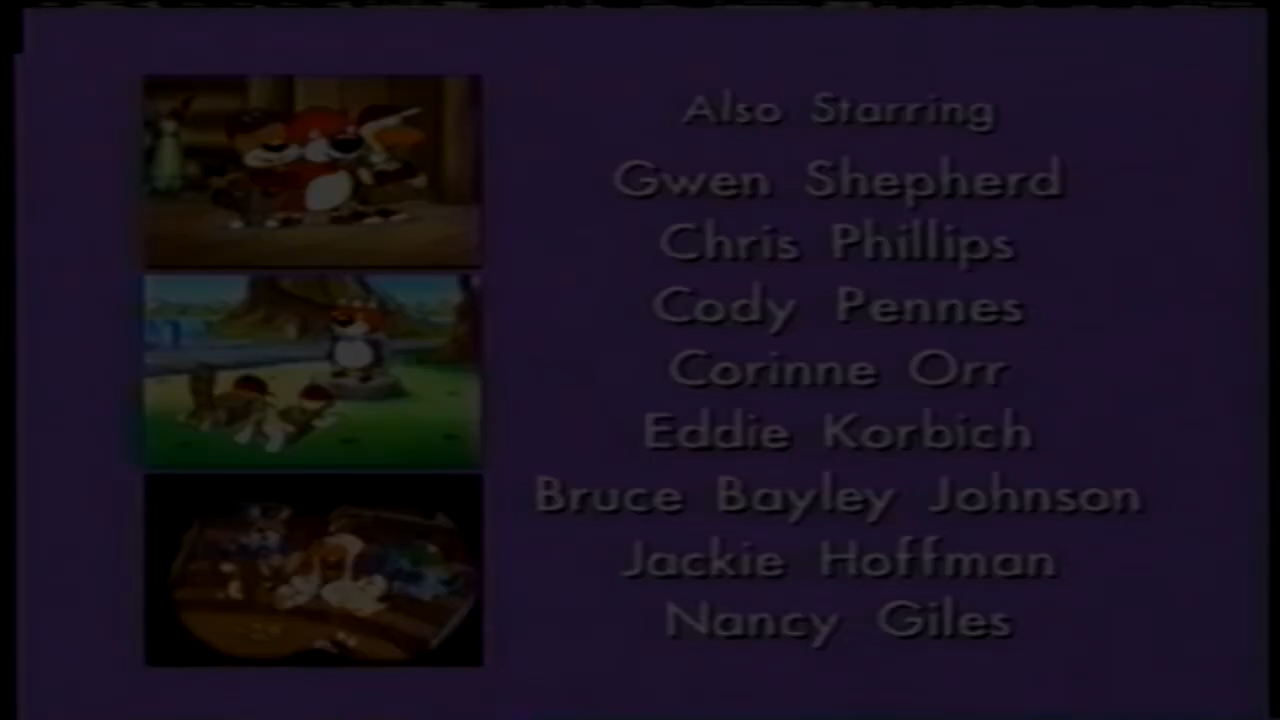 Also Starring
Gwen Shepherd
Chris Phillips
Cody Pennes
Corinne Orr
Eddie Korbich
Bruce Bayley Johnson
Jackie Hoffman
Nancy Giles